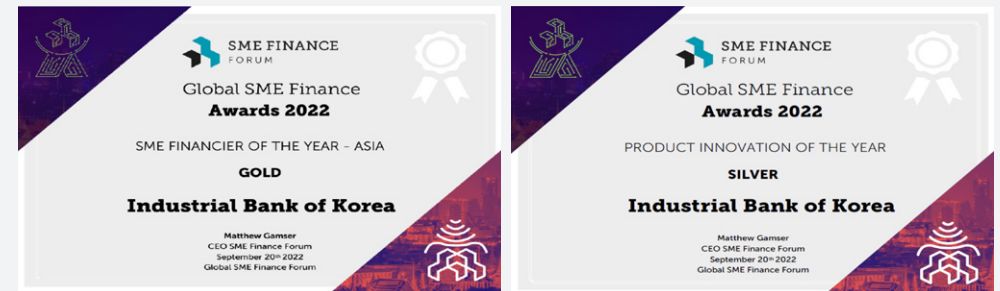 SME FINANCE
FORUM
Global SME Finance
Awards 2022
SME FINANCIER OF THE YEAR – ASIA
GOLD
Industrial Bank of Korea
Matthew Gamser
CEO SME Finance Forum
September 20th 2022
Global SME Finance Forum
SME FINANCE
FORUM
Global SME Finance
Awards 2022
PRODUCT INNOVATION OF THE YEAR
SILVER
Industrial Bank of Korea
Matthew Gamser
CEO SME Finance Forum
September 20th 2022
Global SME Finance Forum